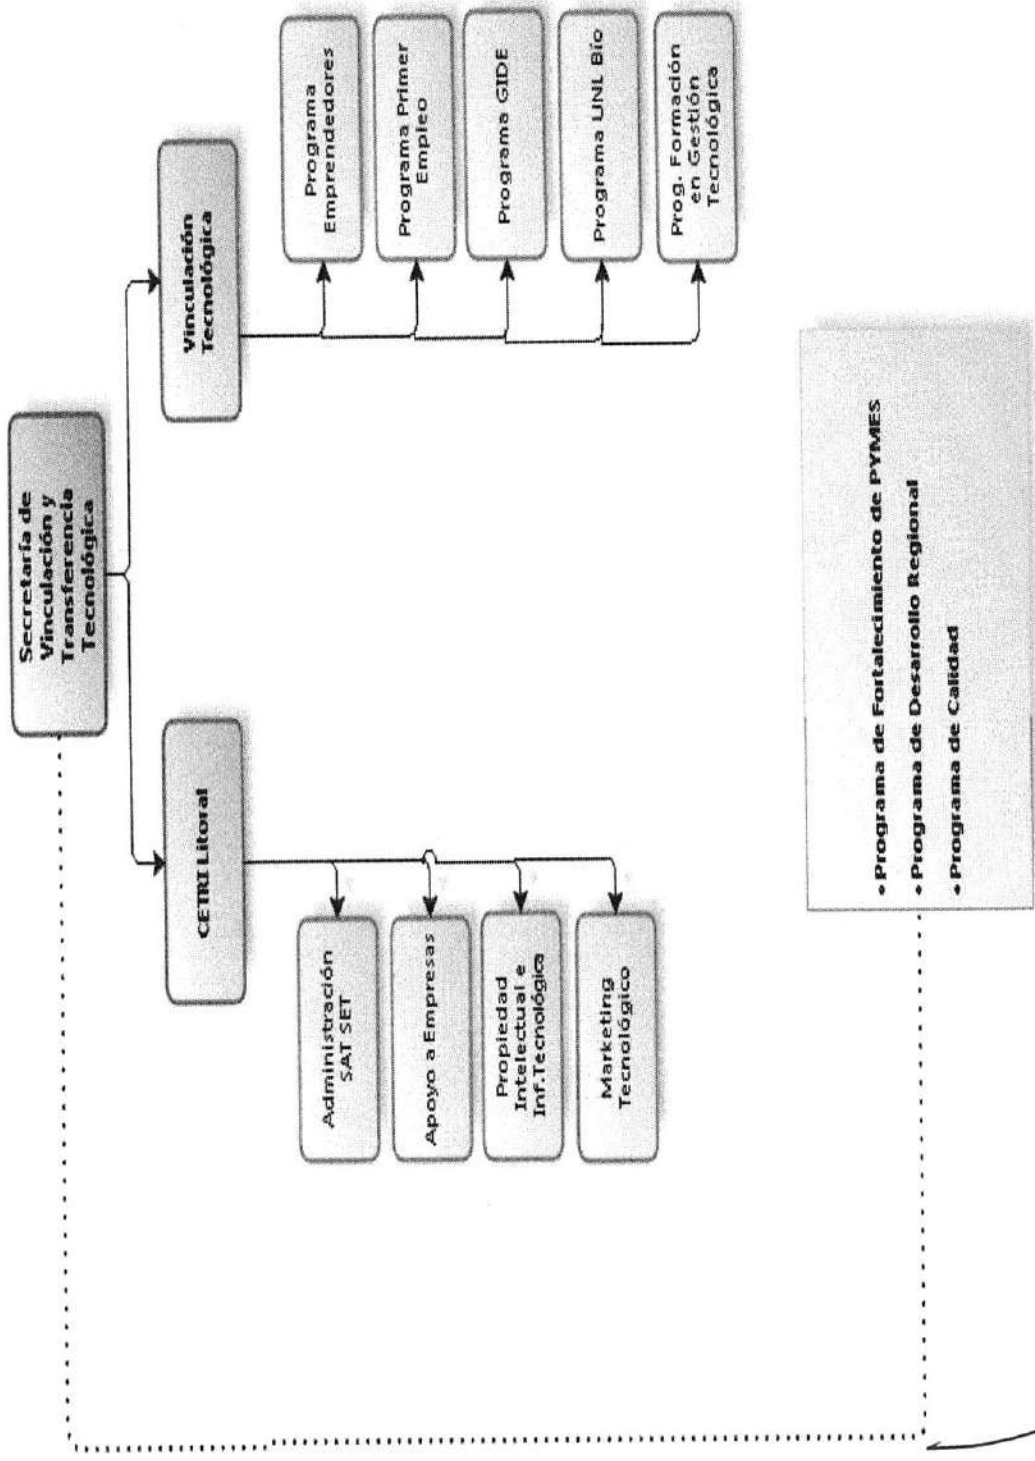 Secretaría de
Vinculación y
Transferencia
Tecnológica
CETRI Litoral
Administración
SAT SET
Apoyo a Empresas
Propiedad
Intelectual e
Inf.Tecnológica
Marketing
Tecnológico
Vinculación
Tecnológica
Programa
Emprendedores
Programa Primer
Empleo
Programa GIDE
Programa UNL Bio
Prog. Formación
en Gestión
Tecnológica
• Programa de Fortalecimiento de PYMES
• Programa de Desarrollo Regional
• Programa de Calidad